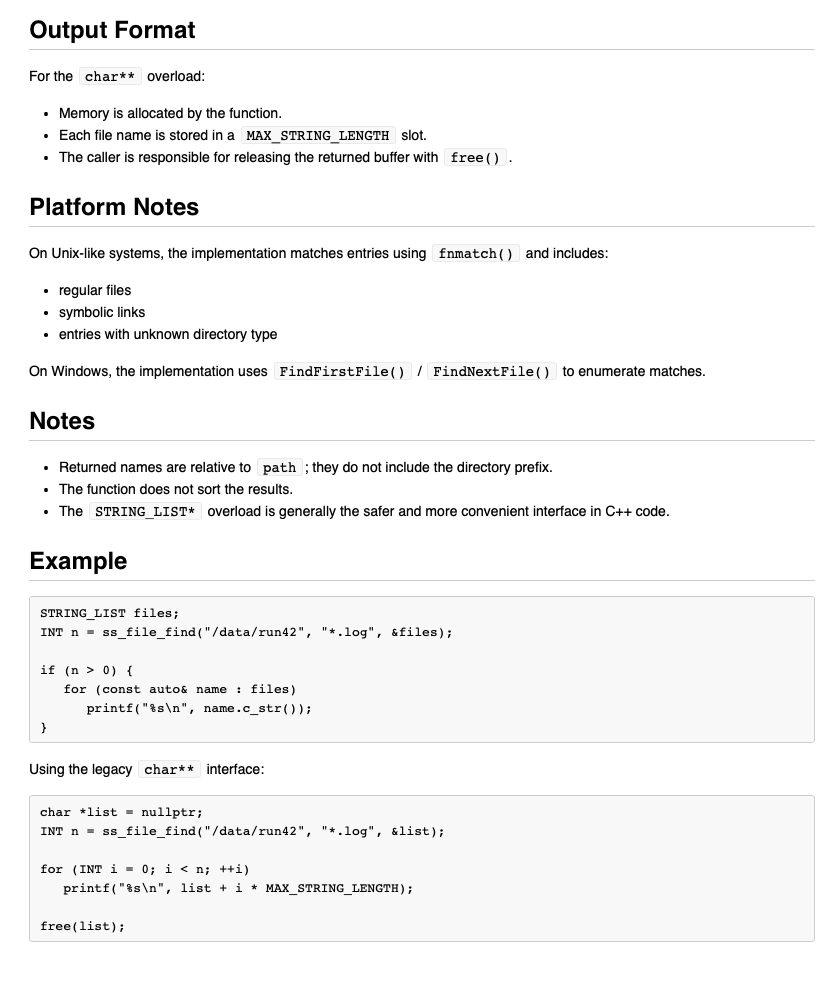 Output Format
For the char** overload:
• Memory is allocated by the function.
• Each file name is stored in a MAX_STRING_LENGTH slot.
• The caller is responsible for releasing the returned buffer with free() .
Platform Notes
On Unix-like systems, the implementation matches entries using fnmatch() and includes:
• regular files
• symbolic links
• entries with unknown directory type
On Windows, the implementation uses FindFirstFile() / FindNextFile() to enumerate matches.
Notes
• Returned names are relative to path ; they do not include the directory prefix.
• The function does not sort the results.
• The STRING_LIST* overload is generally the safer and more convenient interface in C++ code.
Example
STRING_LIST files;
INT n = ss_file_find("/data/run42", "*.log", &files);

if (n > 0) {
   for (const auto& name : files)
      printf("%s\n", name.c_str());
}
Using the legacy char** interface:
char *list = nullptr;
INT n = ss_file_find("/data/run42", "*.log", &list);

for (INT i = 0; i < n; ++i)
   printf("%s\n", list + i * MAX_STRING_LENGTH);

free(list);